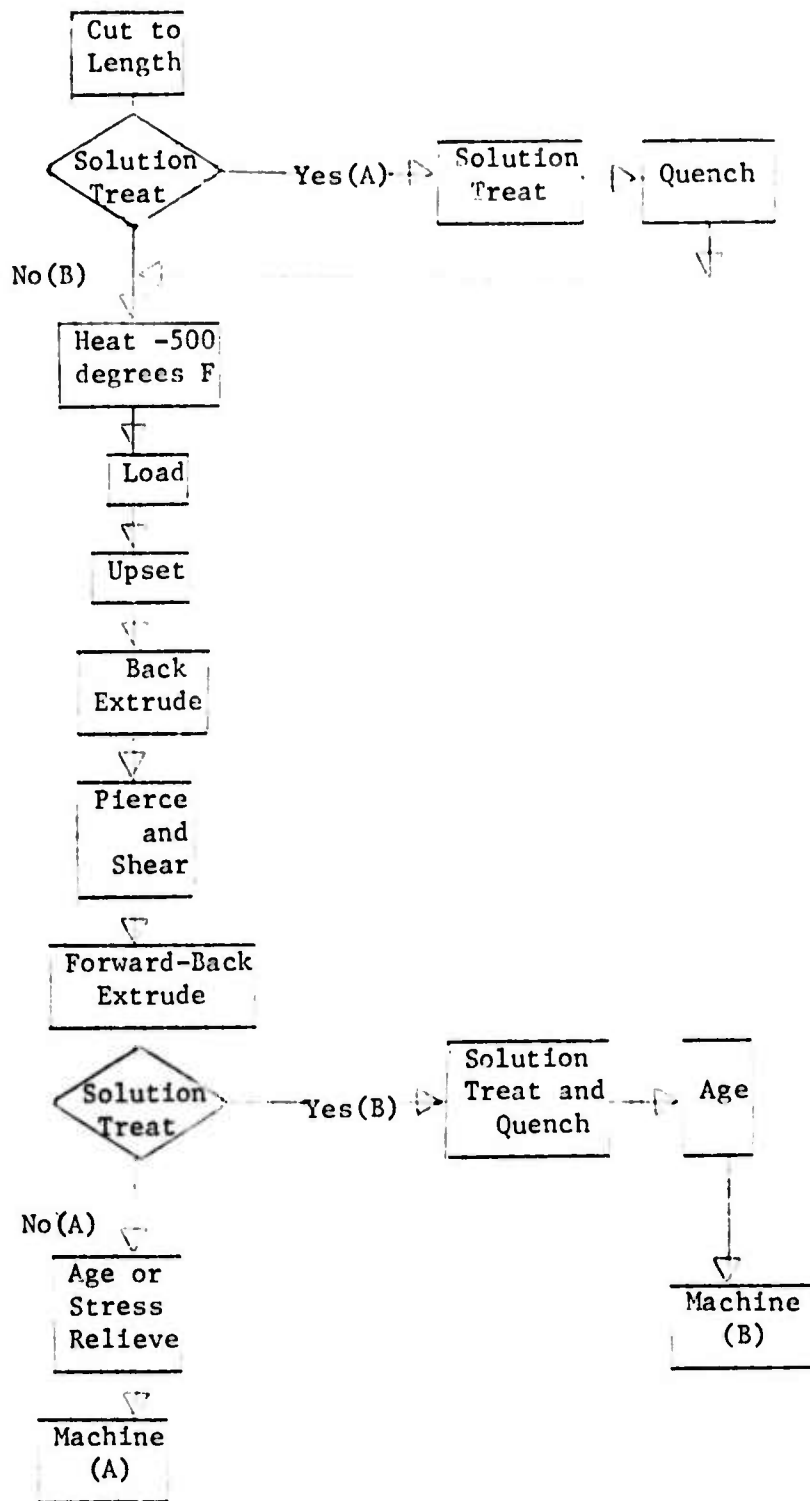 Cut to
Length
Solution
Treat
Yes(A)
Solution
Treat
Quench
No(B)
Heat -500
degrees F
Load
Upset
Back
Extrude
Pierce
and
Shear
Forward-Back
Extrude
Solution
Treat
Yes(B)
Solution
Treat and
Quench
Age
No(A)
Age or
Stress
Relieve
Machine
(B)
Machine
(A)